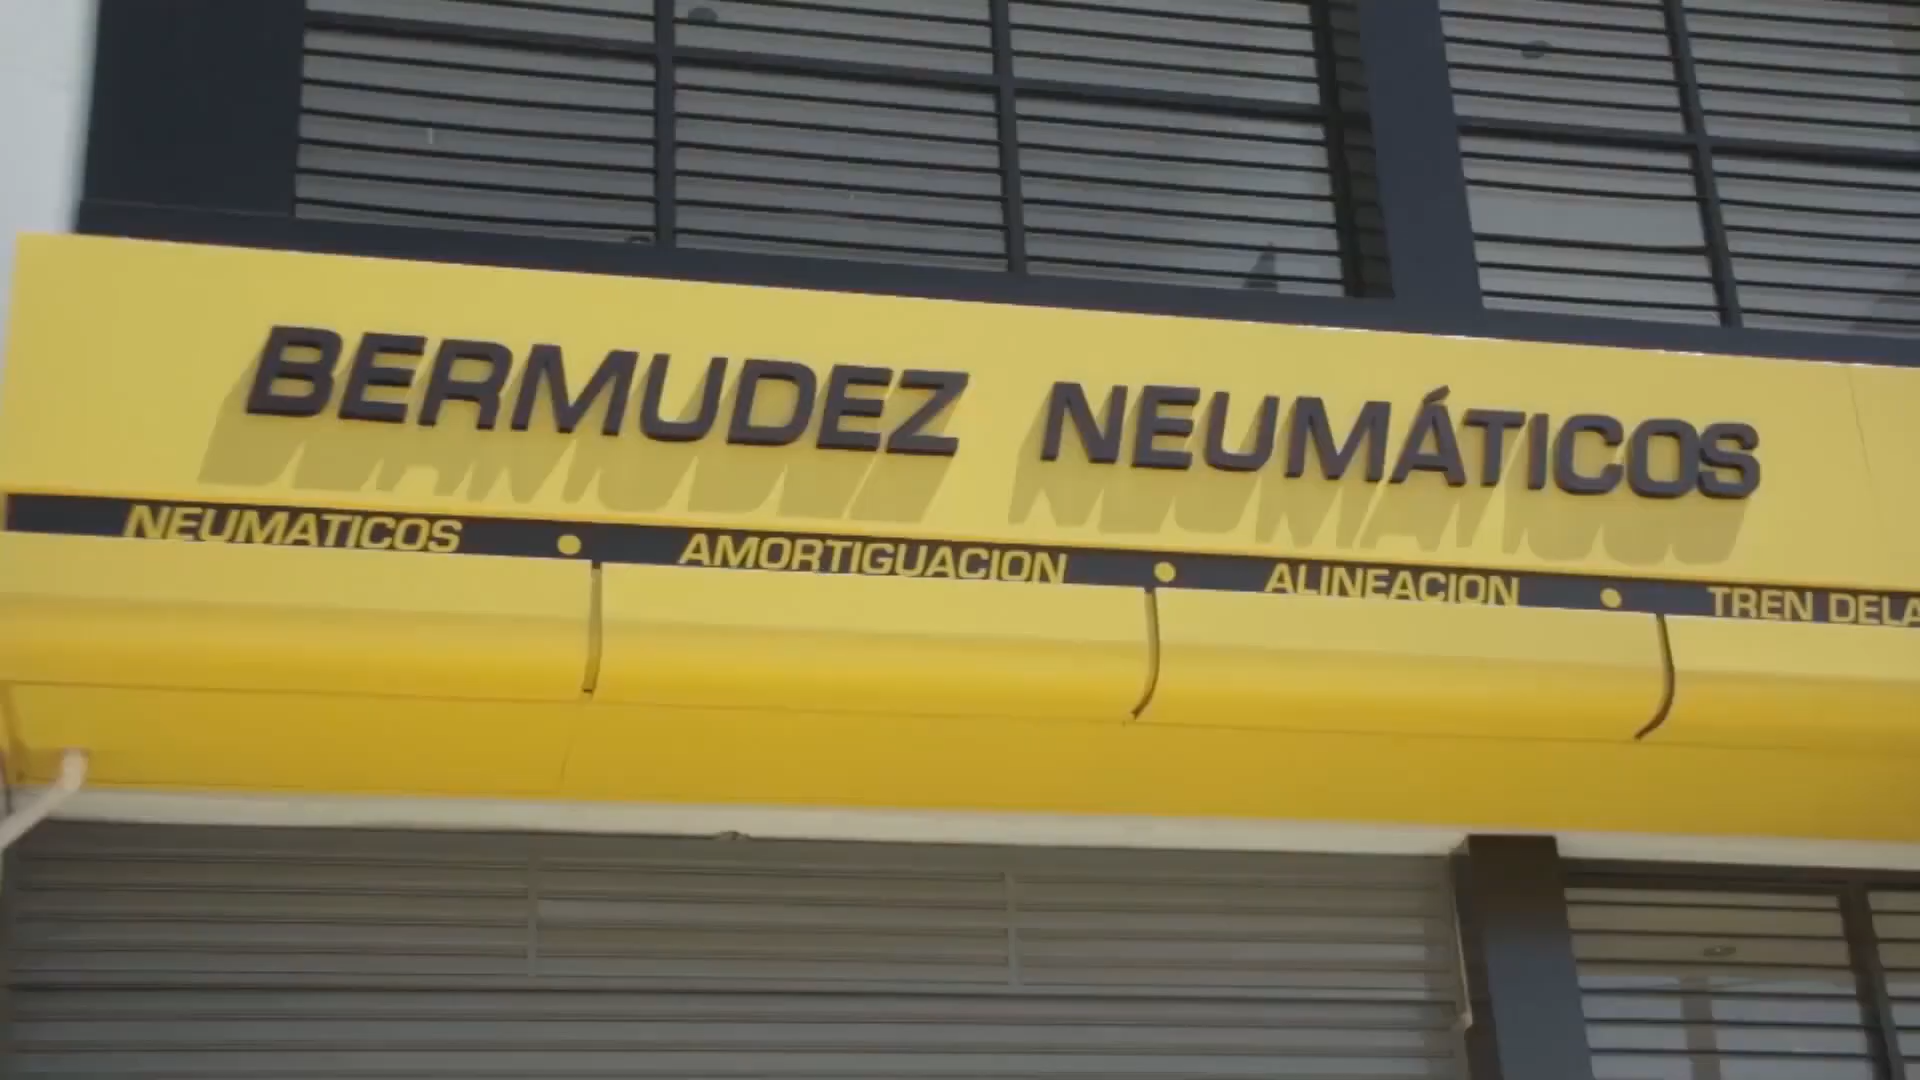 BERMUDEZ NEUMÁTICOS
NEUMATICOS • AMORTIGUACION • ALINEACION • TREN DELA